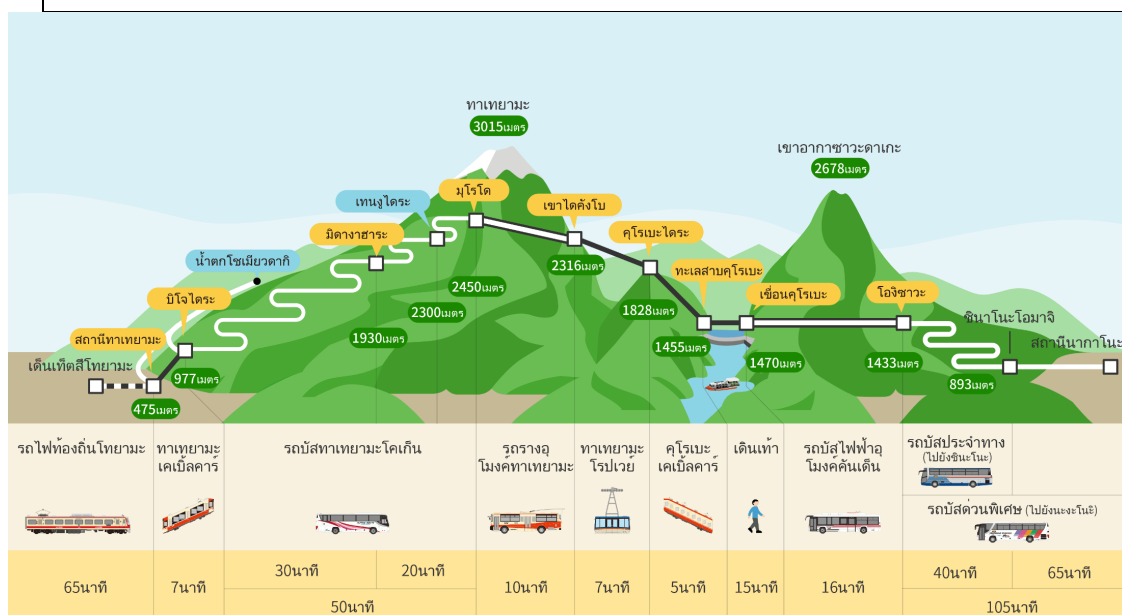 ทาเทยามะ
3015เมตร
เขาอากาซาวะดาเกะ
2678เมตร
เทนงูไดระ
มุโรโด
เขาไดคังโบ
มิดางาฮาระ
คุโรเบะไดระ
น้ำตกโชเมียวดากิ
2316เมตร
ทะเลสาบคุโรเบะ
2450เมตร
บิโจไดระ
เขื่อนคุโรเบะ
โองิซาวะ
2300เมตร
1828เมตร
ชินาโนะโอมาจิ
สถานีทาเทยามะ
1930เมตร
สถานีนากาโนะ
1455เมตร
เด็นเท็ตสึโทยามะ
1470เมตร
1433เมตร
977เมตร
893เมตร
475เมตร
รถไฟท้องถิ่นโทยามะ
ทาเทยามะ
เคเบิ้ลคาร์
รถบัสทาเทยามะโคเก็น
รถรางอุ
โมงค์ทาเทยามะ
ทาเทยามะ
โรปเวย์
คุโรเบะ
เคเบิ้ลคาร์
เดินเท้า
รถบัสไฟฟ้าอุ
โมงค์คันเด็น
รถบัสประจำทาง
(ไปยังชินะโนะ)
รถบัสด่วนพิเศษ (ไปยังนะงะโนะ)
65นาที
7นาที
30นาที
20นาที
50นาที
10นาที
7นาที
5นาที
15นาที
16นาที
40นาที
65นาที
105นาที